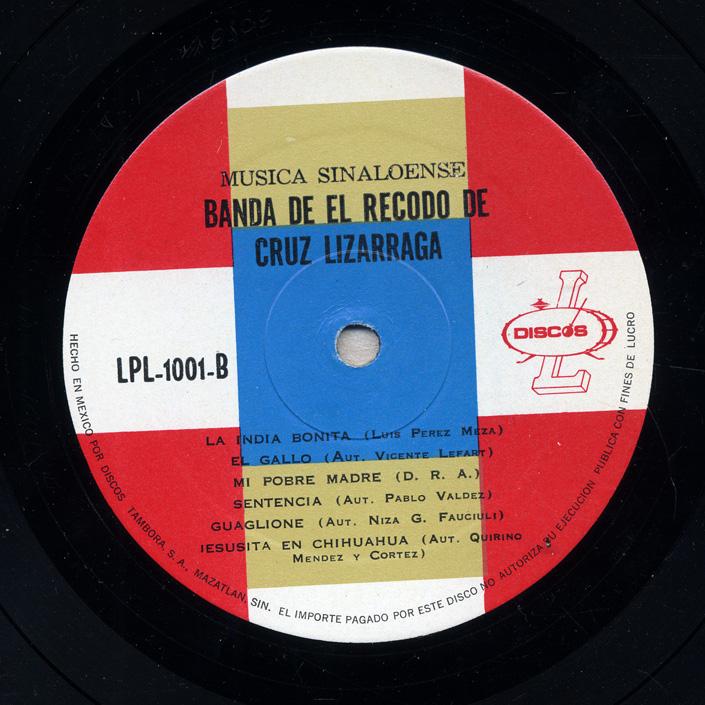 MUSICA SINALOENSE
BANDA DE EL RECODO DE
CRUZ LIZARRAGA
DISCOS
L L
LPL-1001-B
LA INDIA BONITA (LUIS PEREZ MEZA)
EL GALLO (AUT. VICENTE LEFART)
MI POBRE MADRE (D. R. A.)
SENTENCIA (AUT. PABLO VALDEZ)
GUAGLIONE (AUT. NIZA G. FAUCIULI)
JESUSITA EN CHIHUAHUA (AUT. QUIRINO
MENDEZ Y CORTEZ)
HECHO EN MEXICO POR DISCOS TAMBORA, S. A., MAZATLAN, SIN. EL IMPORTE PAGADO POR ESTE DISCO NO AUTORIZA SU EJECUCION PUBLICA CON FINES DE LUCRO